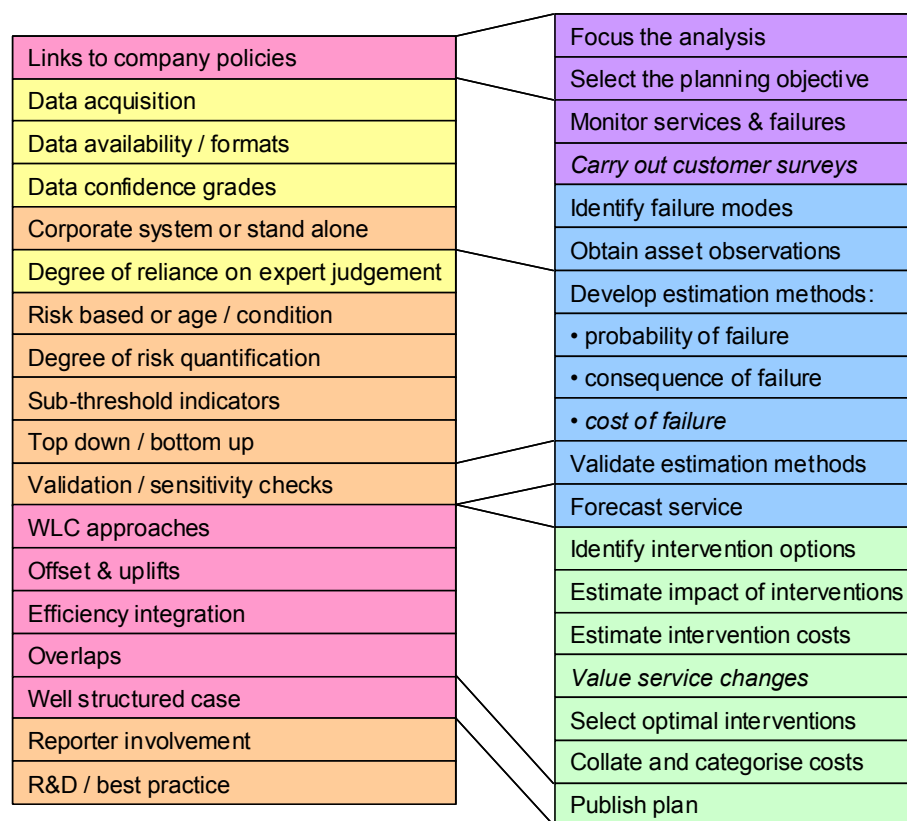 Links to company policies
Data acquisition
Data availability / formats
Data confidence grades
Corporate system or stand alone
Degree of reliance on expert judgement
Risk based or age / condition
Degree of risk quantification
Sub-threshold indicators
Top down / bottom up
Validation / sensitivity checks
WLC approaches
Offset & uplifts
Efficiency integration
Overlaps
Well structured case
Reporter involvement
R&D / best practice
Focus the analysis
Select the planning objective
Monitor services & failures
Carry out customer surveys
Identify failure modes
Obtain asset observations
Develop estimation methods:
• probability of failure
• consequence of failure
• cost of failure
Validate estimation methods
Forecast service
Identify intervention options
Estimate impact of interventions
Estimate intervention costs
Value service changes
Select optimal interventions
Collate and categorise costs
Publish plan